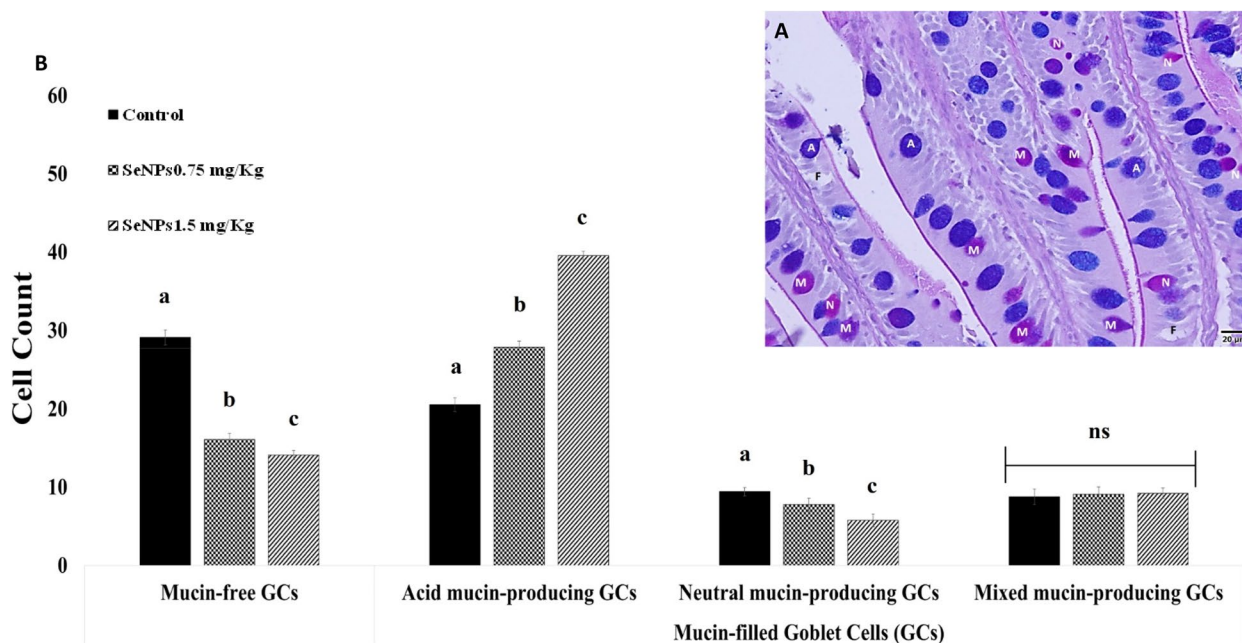 A
N
N
A
A
M
M
A
N
F
M
M
N
M
N
M
M
M
F
20 µm
B
60
50
40
30
20
10
0
Cell Count
Control
SeNPs0.75 mg/Kg
SeNPs1.5 mg/Kg
a
b
c
a
b
c
a
b
c
ns
Mucin-free GCs
Acid mucin-producing GCs
Neutral mucin-producing GCs
Mixed mucin-producing GCs
Mucin-filled Goblet Cells (GCs)